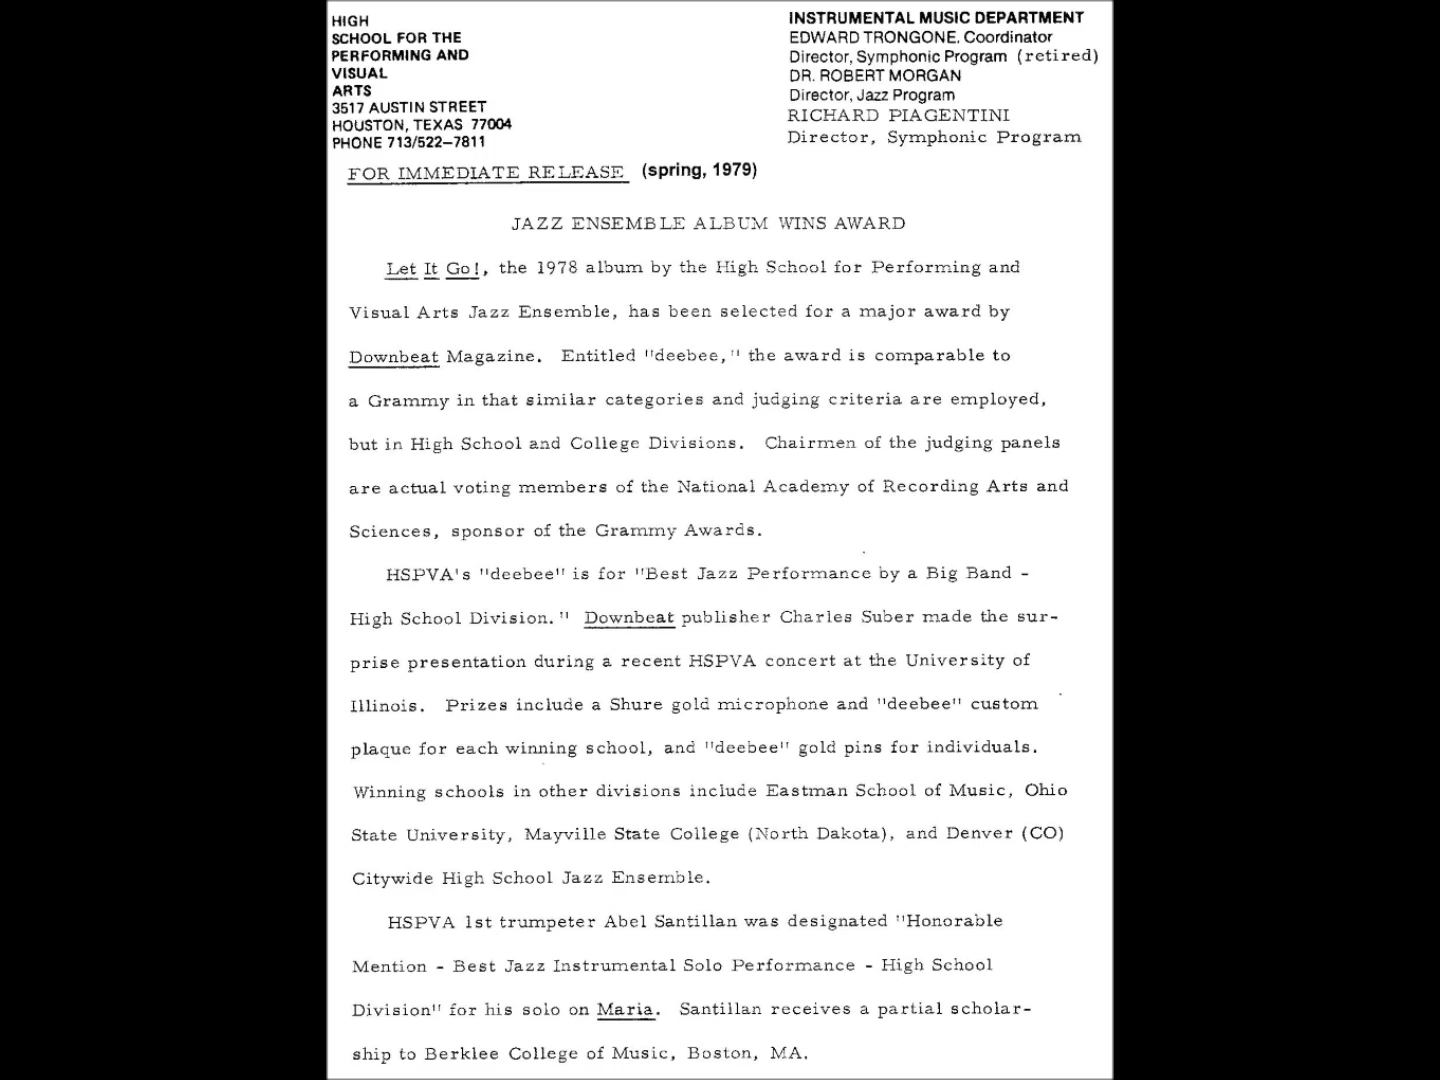 HIGH
SCHOOL FOR THE
PERFORMING AND
VISUAL
ARTS
3517 AUSTIN STREET
HOUSTON, TEXAS 77004
PHONE 713/522-7811
INSTRUMENTAL MUSIC DEPARTMENT
EDWARD TRONGONE, Coordinator
Director, Symphonic Program (retired)
DR. ROBERT MORGAN
Director, Jazz Program
RICHARD PIAGENTINI
Director, Symphonic Program
FOR IMMEDIATE RELEASE (spring, 1979)
JAZZ ENSEMBLE ALBUM WINS AWARD
Let It Go!, the 1978 album by the High School for Performing and
Visual Arts Jazz Ensemble, has been selected for a major award by
Downbeat Magazine. Entitled "deebee," the award is comparable to
a Grammy in that similar categories and judging criteria are employed,
but in High School and College Divisions. Chairmen of the judging panels
are actual voting members of the National Academy of Recording Arts and
Sciences, sponsor of the Grammy Awards.
HSPVA's "deebee" is for "Best Jazz Performance by a Big Band -
High School Division." Downbeat publisher Charles Suber made the sur-
prise presentation during a recent HSPVA concert at the University of
Illinois. Prizes include a Shure gold microphone and "deebee" custom
plaque for each winning school, and "deebee" gold pins for individuals.
Winning schools in other divisions include Eastman School of Music, Ohio
State University, Mayville State College (North Dakota), and Denver (CO)
Citywide High School Jazz Ensemble.
HSPVA 1st trumpeter Abel Santillan was designated "Honorable
Mention - Best Jazz Instrumental Solo Performance - High School
Division" for his solo on Maria. Santillan receives a partial scholar-
ship to Berklee College of Music, Boston, MA.